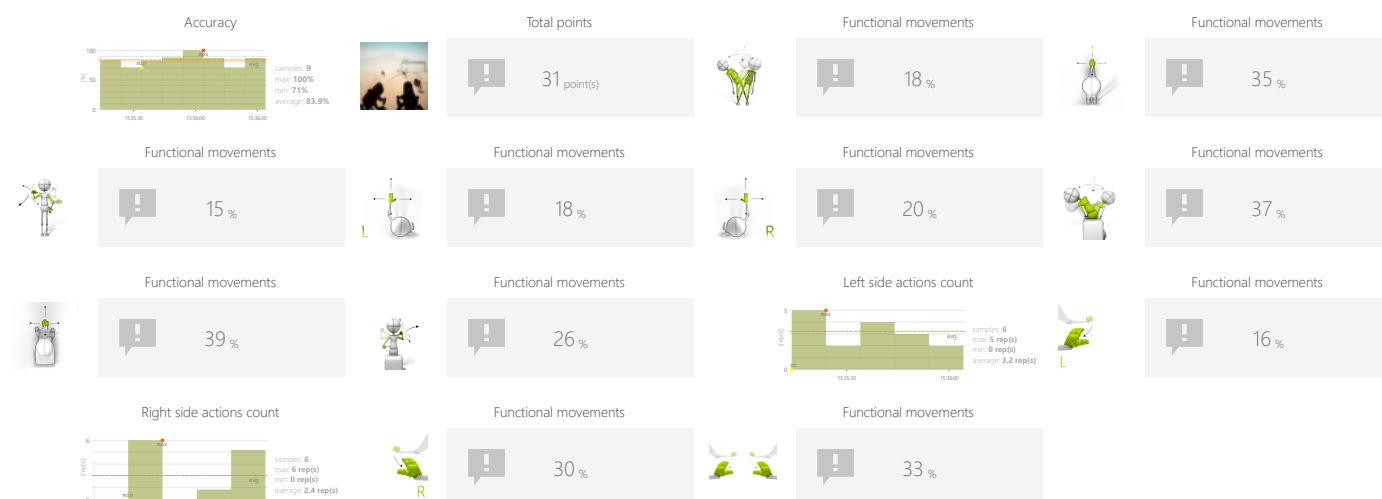 Accuracy
100
max
min
avg
[%]
50
0
15:35:30
15:36:00
15:36:30
samples: 9
max: 100%
min: 71%
average: 83.9%
Total points
31 point(s)
Functional movements
18 %
Functional movements
35 %
Functional movements
15 %
Functional movements
L
18 %
Functional movements
R
20 %
Functional movements
37 %
Functional movements
39 %
Functional movements
26 %
Left side actions count
5
max
avg
[rep(s)]
0
15:35:30
15:36:00
samples: 6
max: 5 rep(s)
min: 0 rep(s)
average: 3.2 rep(s)
Functional movements
L
16 %
Right side actions count
6
max
avg
[rep(s)]
min
samples: 6
max: 6 rep(s)
min: 0 rep(s)
average: 2.4 rep(s)
Functional movements
R
30 %
Functional movements
33 %